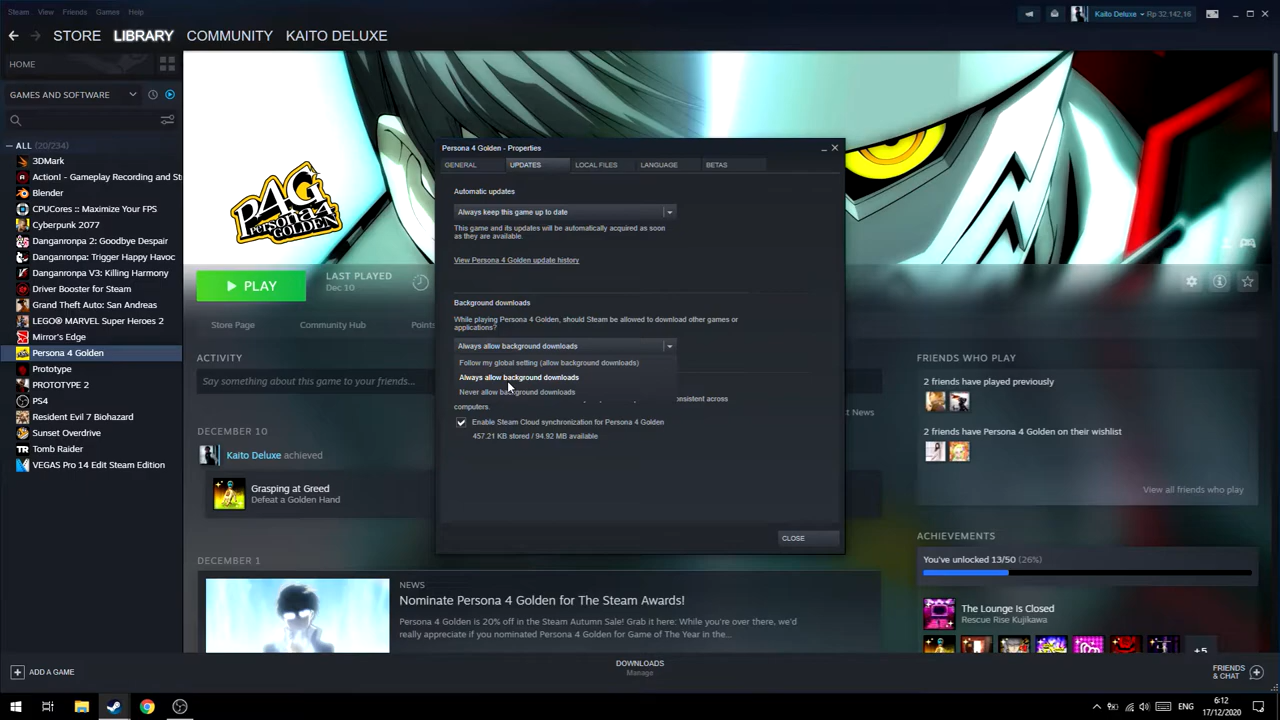 Steam View Friends Games Help
Kaito Deluxe Rp 32.142,16
STORE LIBRARY COMMUNITY KAITO DELUXE
HOME
GAMES AND SOFTWARE
ALL (20/234)
3DMark
Action! - Gameplay Recording and St
Blender
CPUCores :: Maximize Your FPS
Cyberpunk 2077
Danganronpa 2: Goodbye Despair
Danganronpa: Trigger Happy Havoc
Danganronpa V3: Killing Harmony
Driver Booster for Steam
Grand Theft Auto: San Andreas
LEGO® MARVEL Super Heroes 2
Mirror's Edge
Persona 4 Golden
Prototype
PROTOTYPE 2
PS4
Resident Evil 7 Biohazard
Sunset Overdrive
Tomb Raider
VEGAS Pro 14 Edit Steam Edition
ADD A GAME
P4G
Persona 4
GOLDEN
PLAY
LAST PLAYED
Dec 10
Store Page Community Hub Points
st News
ACTIVITY
Say something about this game to your friends...
DECEMBER 10
Kaito Deluxe achieved
Grasping at Greed
Defeat a Golden Hand
DECEMBER 1
NEWS
Nominate Persona 4 Golden for The Steam Awards!
Persona 4 Golden is 20% off in the Steam Autumn Sale! Grab it here: While you're over there, we'd
really appreciate if you nominated Persona 4 Golden for Game of The Year in the...
Persona 4 Golden - Properties
GENERAL UPDATES LOCAL FILES LANGUAGE BETAS
Automatic updates
Always keep this game up to date
This game and its updates will be automatically acquired as soon
as they are available.
View Persona 4 Golden update history
Background downloads
While playing Persona 4 Golden, should Steam be allowed to download other games or
applications?
Always allow background downloads
Follow my global setting (allow background downloads)
Always allow background downloads
Never allow background downloads
onsistent across
computers.
Enable Steam Cloud synchronization for Persona 4 Golden
457.21 KB stored / 94.92 MB available
CLOSE
FRIENDS WHO PLAY
2 friends have played previously
2 friends have Persona 4 Golden on their wishlist
View all friends who play
ACHIEVEMENTS
You've unlocked 13/50 (26%)
The Lounge Is Closed
Rescue Rise Kujikawa
+5
DOWNLOADS
Manage
FRIENDS
& CHAT
ENG
6:12
17/12/2020